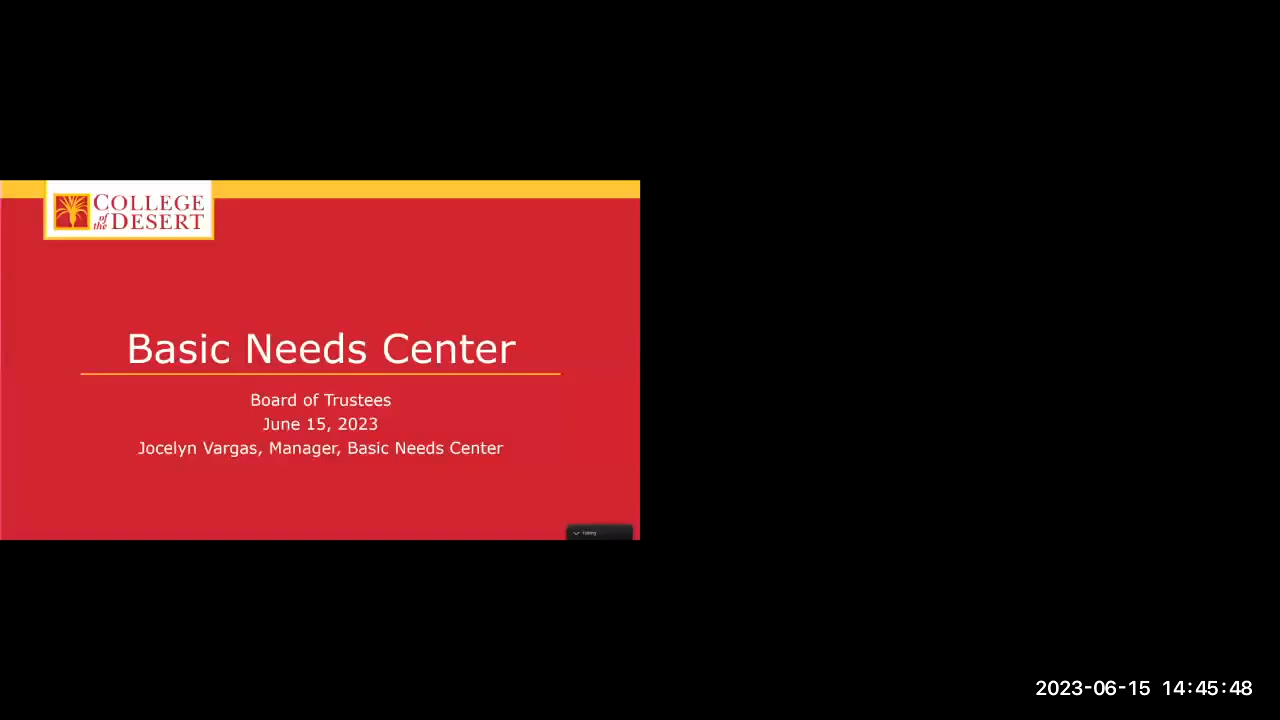 COLLEGE
of the DESERT
Basic Needs Center
Board of Trustees
June 15, 2023
Jocelyn Vargas, Manager, Basic Needs Center
Talking
2023-06-15 14:45:48